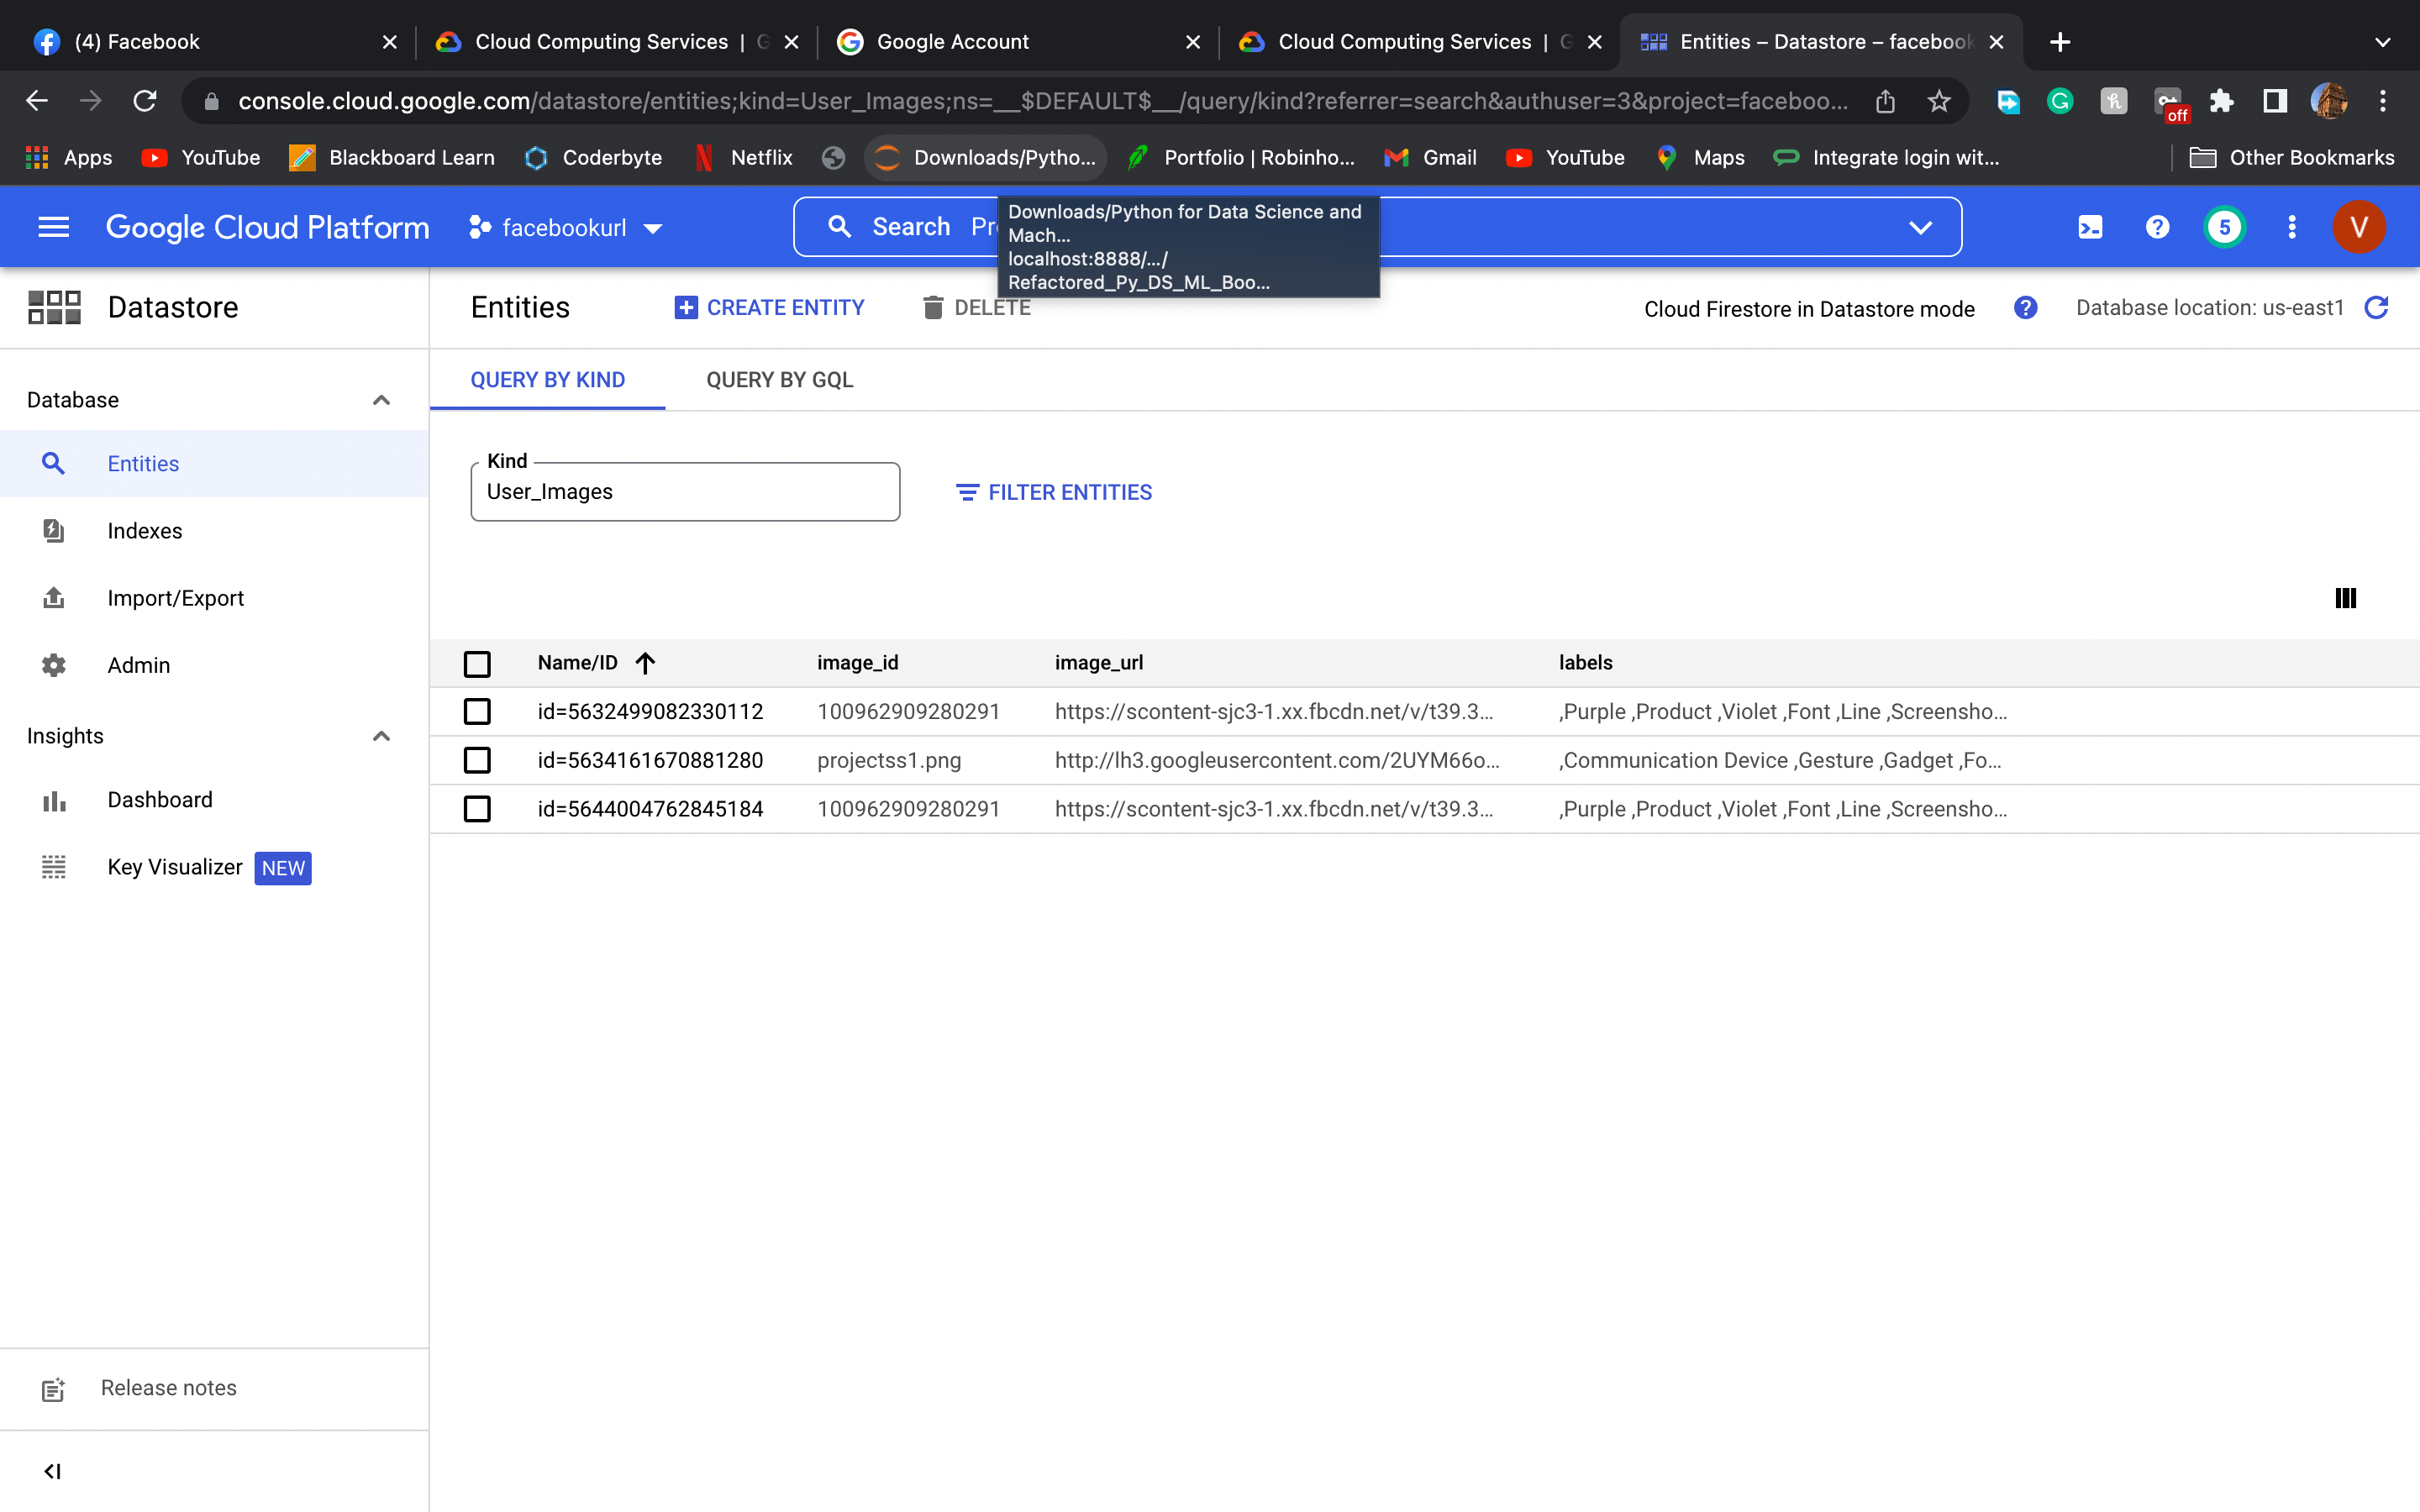 (4) Facebook
Cloud Computing Services | G
Google Account
Cloud Computing Services | G
Entities – Datastore – facebook
console.cloud.google.com/datastore/entities;kind=User_Images;ns=__$DEFAULT$__/query/kind?referrer=search&authuser=3&project=faceboo...
off
Apps
YouTube
Blackboard Learn
Coderbyte
Netflix
Downloads/Pytho...
Portfolio | Robinho...
Gmail
YouTube
Maps
Integrate login wit...
Other Bookmarks
Google Cloud Platform
facebookurl
Search Pr
5
V
Downloads/Python for Data Science and
Mach...
localhost:8888/.../
Refactored_Py_DS_ML_Boo...
Datastore
Entities
CREATE ENTITY
DELETE
Cloud Firestore in Datastore mode
Database location: us-east1
Database
Entities
Indexes
Import/Export
Admin
Insights
Dashboard
Key Visualizer NEW
Release notes
QUERY BY KIND
QUERY BY GQL
Kind
User_Images
FILTER ENTITIES
Name/ID image_id image_url labels
id=5632499082330112 100962909280291 https://scontent-sjc3-1.xx.fbcdn.net/v/t39.3... ,Purple ,Product ,Violet ,Font ,Line ,Screensho...
id=5634161670881280 projectss1.png http://lh3.googleusercontent.com/2UYM66o... ,Communication Device ,Gesture ,Gadget ,Fo...
id=5644004762845184 100962909280291 https://scontent-sjc3-1.xx.fbcdn.net/v/t39.3... ,Purple ,Product ,Violet ,Font ,Line ,Screensho...